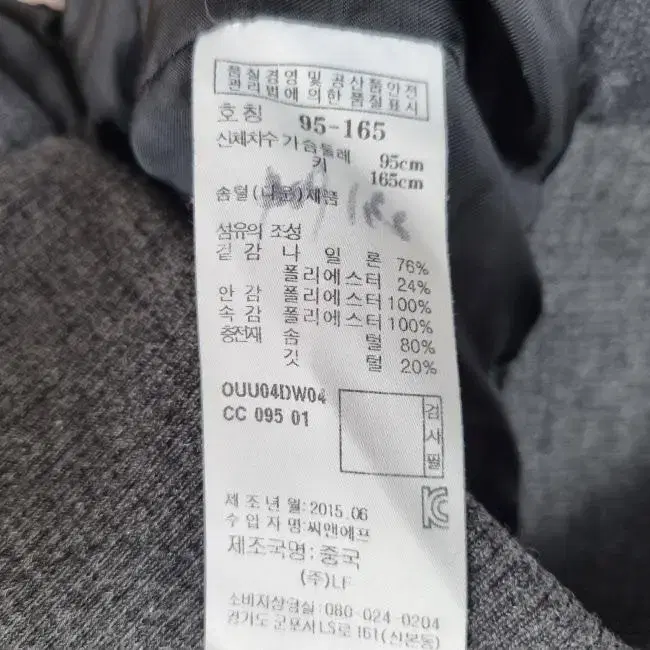 품질경영 및 공산품안전
관리법에 의한 품질표시
호칭 95-165
신체치수 가슴둘레 95cm
키 165cm
솜털(다운)제품
섬유의 조성
겉감 나일론 76%
폴리에스터 24%
안감 폴리에스터 100%
속감 폴리에스터 100%
충전재 솜털 80%
깃털 20%
OUU04DW04
CC 095 01
검사필
제조년월:2015.06
수입자명:씨앤에프
제조국명:중국
(주)LF
소비자상담실:080-024-0204
경기도 군포시 LS로 161(신본동)